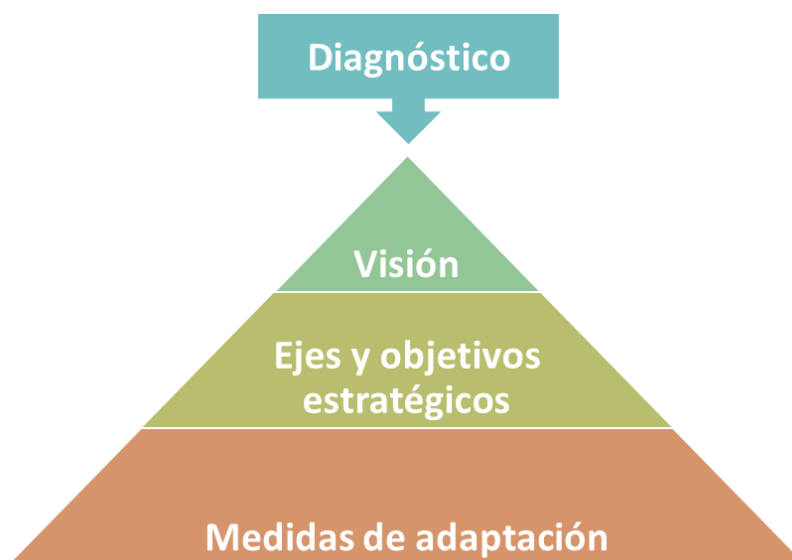 Diagnóstico
Visión
Ejes y objetivos
estratégicos
Medidas de adaptación